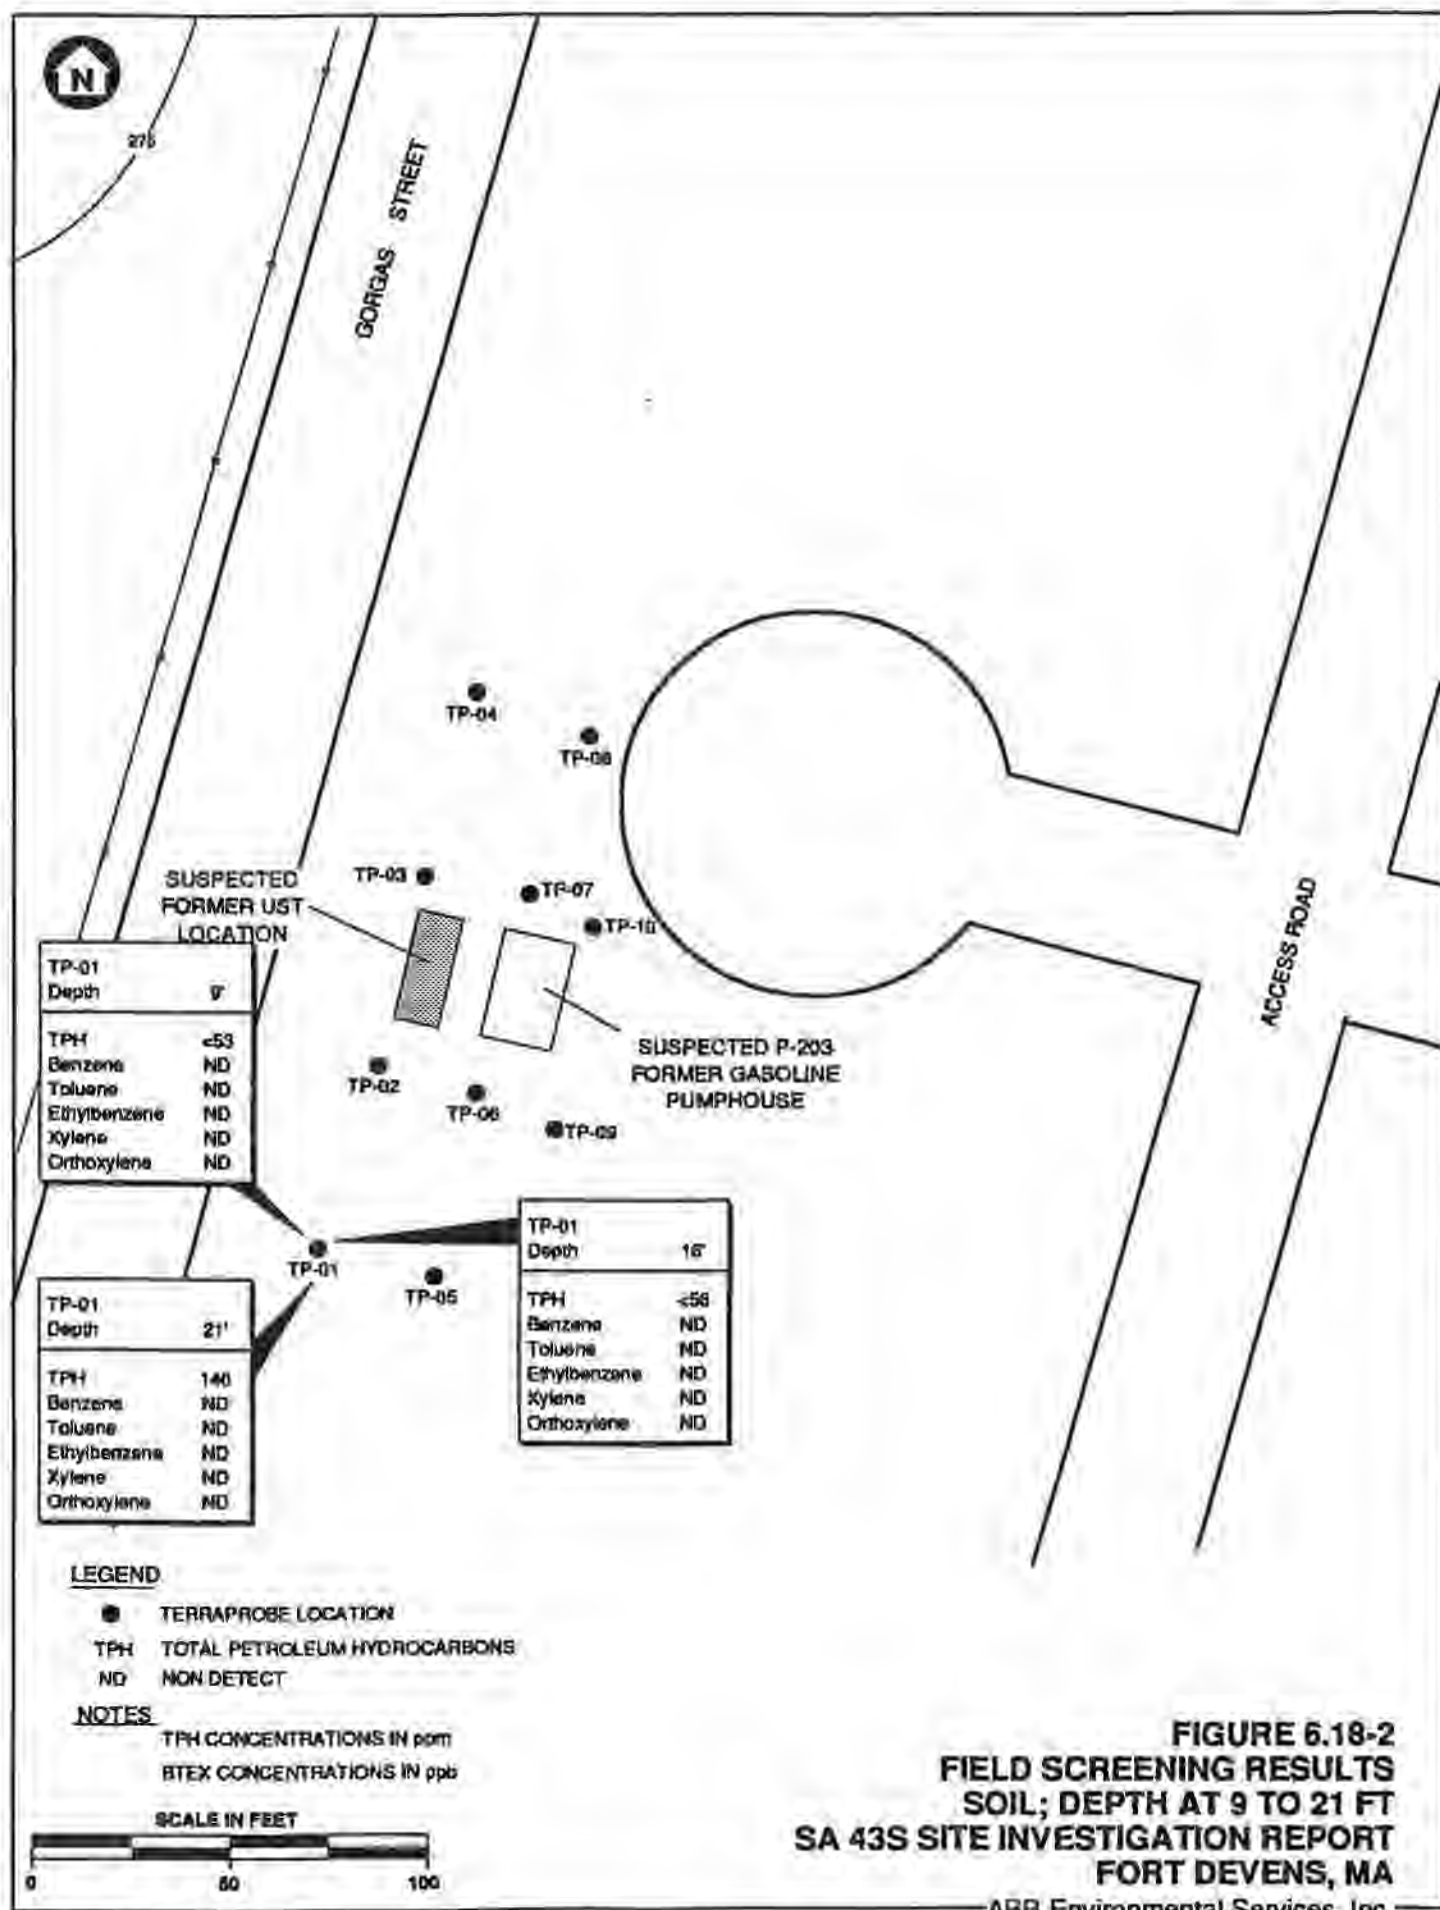 N
275
GORGAS STREET
TP-04
TP-08
TP-03
TP-07
TP-10
SUSPECTED
FORMER UST
LOCATION
ACCESS ROAD
TP-01
Depth 9'
TPH <53
Benzene ND
Toluene ND
Ethylbenzene ND
Xylene ND
Orthoxylene ND
SUSPECTED P-203
FORMER GASOLINE
PUMPHOUSE
TP-02
TP-06
TP-09
TP-01
TP-05
TP-01
Depth 16'
TPH <56
Benzene ND
Toluene ND
Ethylbenzene ND
Xylene ND
Orthoxylene ND
TP-01
Depth 21'
TPH 146
Benzene ND
Toluene ND
Ethylbenzene ND
Xylene ND
Orthoxylene ND
LEGEND
TERRAPROBE LOCATION
TPH TOTAL PETROLEUM HYDROCARBONS
ND NON DETECT
NOTES
TPH CONCENTRATIONS IN ppm
BTEX CONCENTRATIONS IN ppb
SCALE IN FEET
0 50 100
FIGURE 6.18-2
FIELD SCREENING RESULTS
SOIL; DEPTH AT 9 TO 21 FT
SA 43S SITE INVESTIGATION REPORT
FORT DEVENS, MA
ABB Environmental Services, Inc.